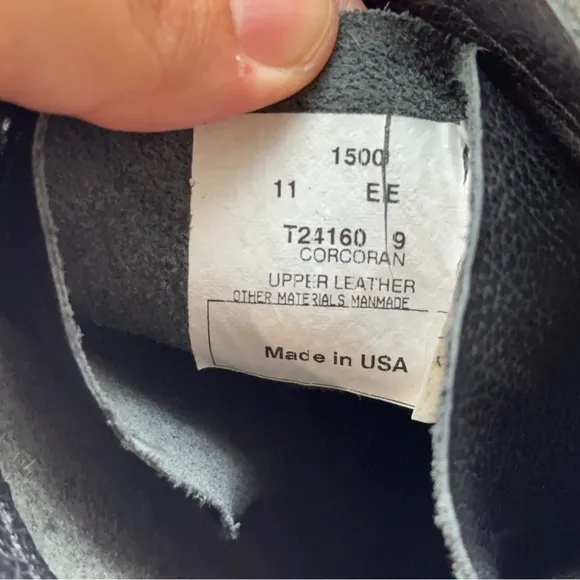 1500
11 EE
T24160 9
CORCORAN
UPPER LEATHER
OTHER MATERIALS MANMADE
Made in USA